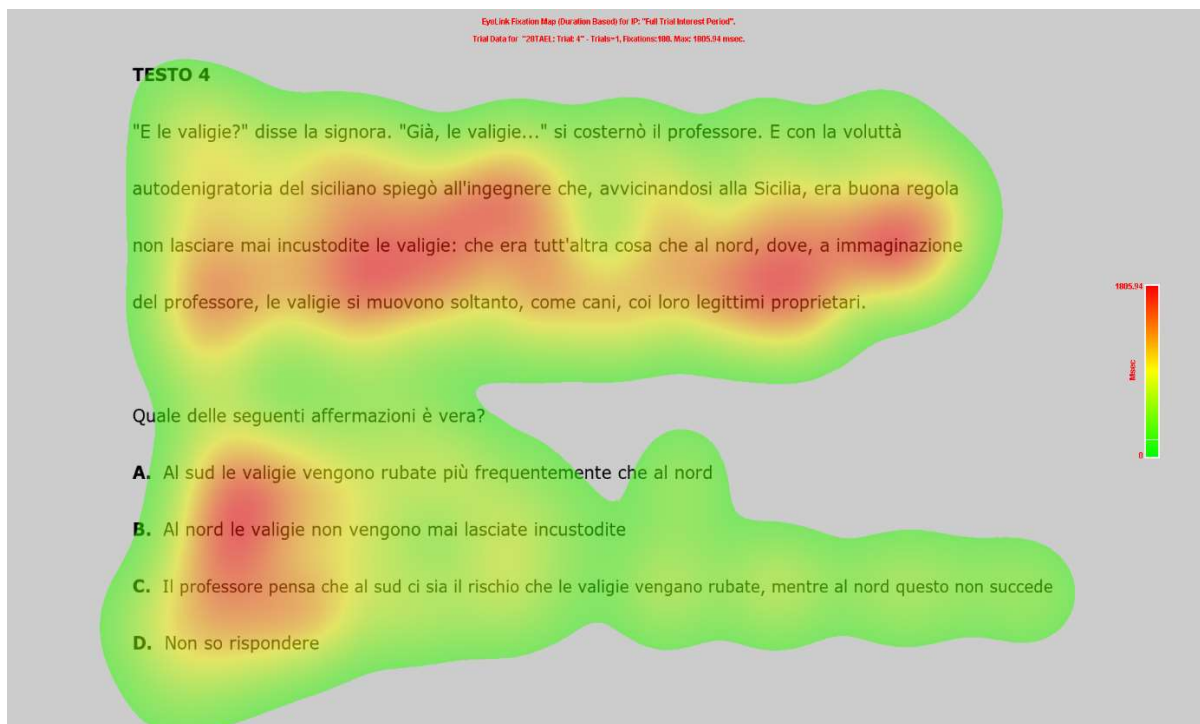 EyeLink Fixation Map (Duration Based) for IP: "Full Trial Interest Period".
Trial Data for "20TAEL: Trial: 4" - Trials=1, Fixations:108. Max: 1805.94 msec.
TESTO 4
"E le valigie?" disse la signora. "Già, le valigie..." si costernò il professore. E con la voluttà
autodenigratoria del siciliano spiegò all'ingegnere che, avvicinandosi alla Sicilia, era buona regola
non lasciare mai incustodite le valigie: che era tutt'altra cosa che al nord, dove, a immaginazione
del professore, le valigie si muovono soltanto, come cani, coi loro legittimi proprietari.
1805.94
Msec
0
Quale delle seguenti affermazioni è vera?
A. Al sud le valigie vengono rubate più frequentemente che al nord
B. Al nord le valigie non vengono mai lasciate incustodite
C. Il professore pensa che al sud ci sia il rischio che le valigie vengano rubate, mentre al nord questo non succede
D. Non so rispondere